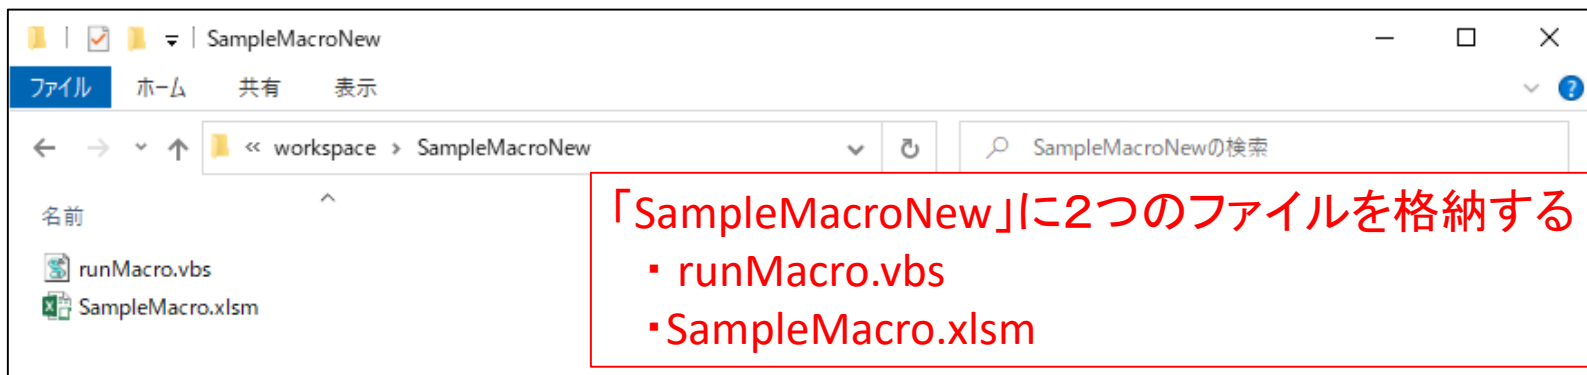 SampleMacroNew
ファイル ホーム 共有 表示
« workspace › SampleMacroNew SampleMacroNewの検索
名前
runMacro.vbs
SampleMacro.xlsm
「SampleMacroNew」に２つのファイルを格納する
・ runMacro.vbs
・SampleMacro.xlsm